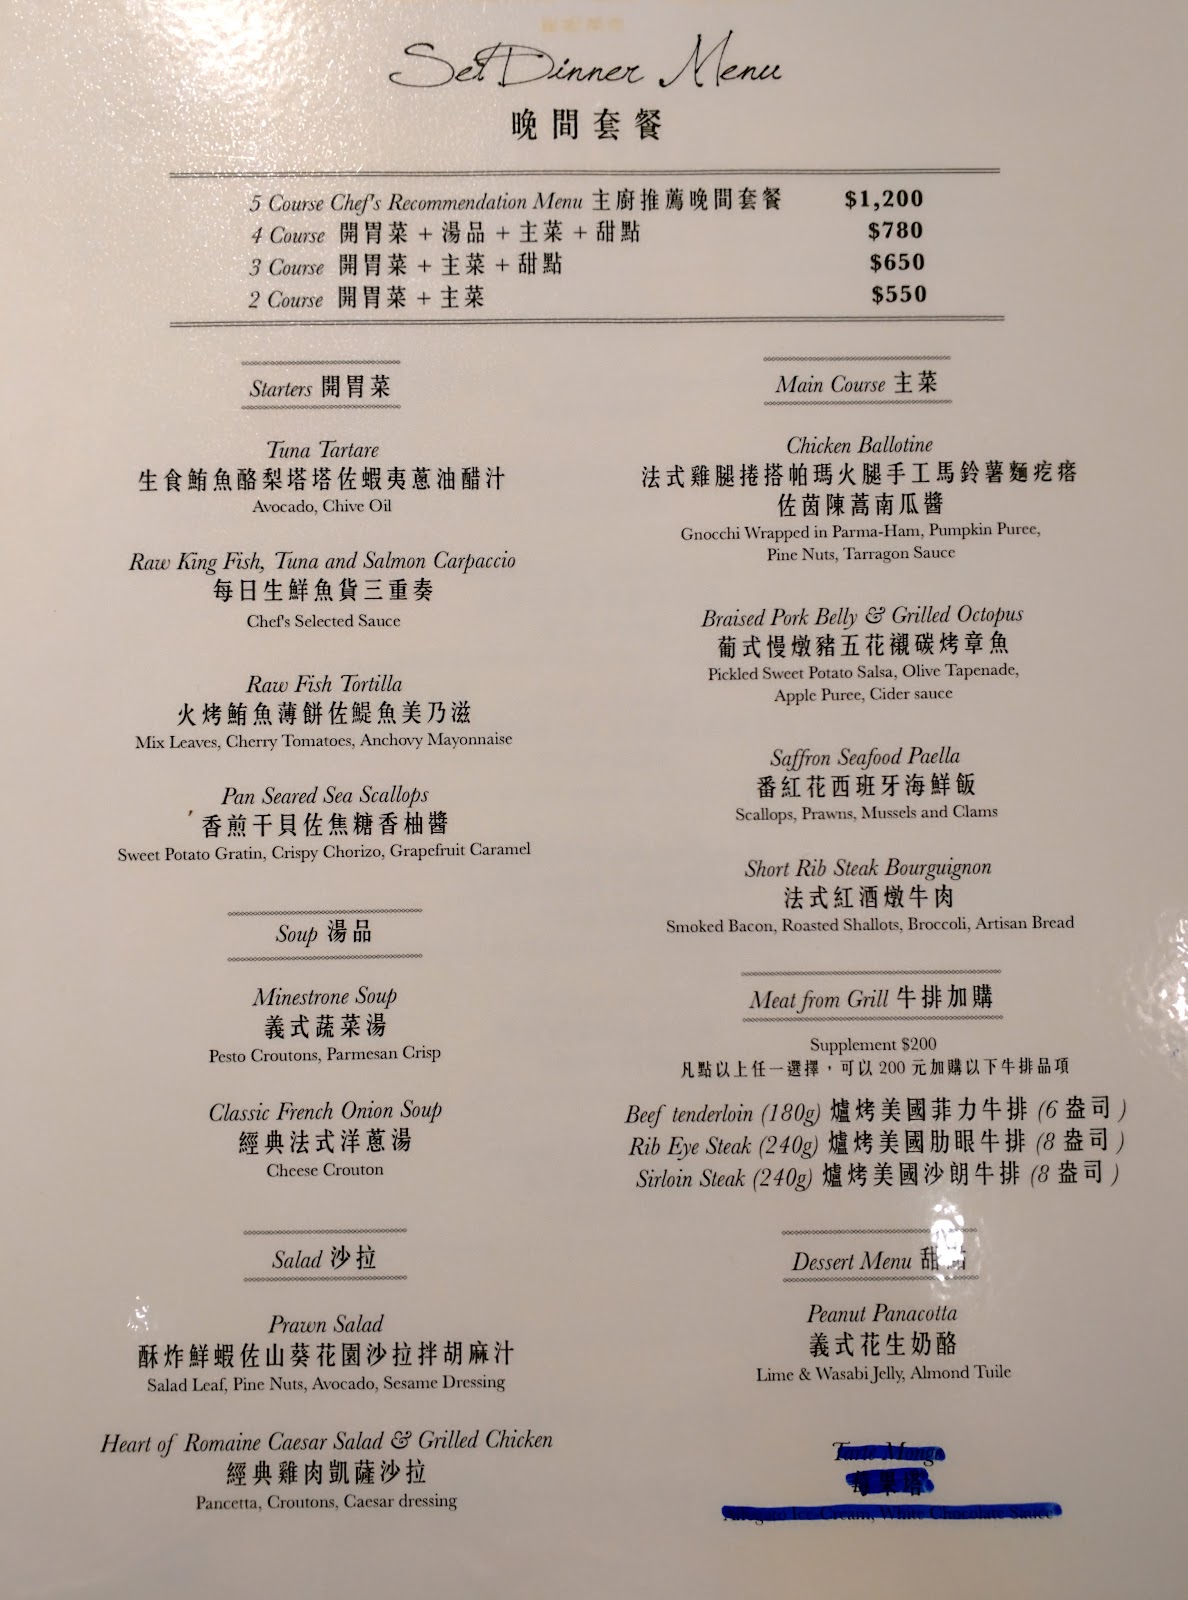 Set Dinner Menu
晚間套餐
5 Course Chef's Recommendation Menu 主廚推薦晚間套餐 $1,200
4 Course 開胃菜 + 湯品 + 主菜 + 甜點 $780
3 Course 開胃菜 + 主菜 + 甜點 $650
2 Course 開胃菜 + 主菜 $550
Starters 開胃菜
Tuna Tartare
生食鮪魚酪梨塔塔佐蝦夷蔥油醋汁
Avocado, Chive Oil
Raw King Fish, Tuna and Salmon Carpaccio
每日生鮮魚貨三重奏
Chef's Selected Sauce
Raw Fish Tortilla
火烤鮪魚薄餅佐鯷魚美乃滋
Mix Leaves, Cherry Tomatoes, Anchovy Mayonnaise
Pan Seared Sea Scallops
香煎干貝佐焦糖香柚醬
Sweet Potato Gratin, Crispy Chorizo, Grapefruit Caramel
Soup 湯品
Minestrone Soup
義式蔬菜湯
Pesto Croutons, Parmesan Crisp
Classic French Onion Soup
經典法式洋蔥湯
Cheese Crouton
Salad 沙拉
Prawn Salad
酥炸鮮蝦佐山葵花園沙拉拌胡麻汁
Salad Leaf, Pine Nuts, Avocado, Sesame Dressing
Heart of Romaine Caesar Salad & Grilled Chicken
經典雞肉凱薩沙拉
Pancetta, Croutons, Caesar dressing
Main Course 主菜
Chicken Ballotine
法式雞腿捲搭帕瑪火腿手工馬鈴薯麵疙瘩
佐茵陳蒿南瓜醬
Gnocchi Wrapped in Parma-Ham, Pumpkin Puree,
Pine Nuts, Tarragon Sauce
Braised Pork Belly & Grilled Octopus
葡式慢燉豬五花襯碳烤章魚
Pickled Sweet Potato Salsa, Olive Tapenade,
Apple Puree, Cider sauce
Saffron Seafood Paella
番紅花西班牙海鮮飯
Scallops, Prawns, Mussels and Clams
Short Rib Steak Bourguignon
法式紅酒燉牛肉
Smoked Bacon, Roasted Shallots, Broccoli, Artisan Bread
Meat from Grill 牛排加購
Supplement $200
凡點以上任一選擇，可以 200 元加購以下牛排品項
Beef tenderloin (180g) 爐烤美國菲力牛排 (6 盎司)
Rib Eye Steak (240g) 爐烤美國肋眼牛排 (8 盎司)
Sirloin Steak (240g) 爐烤美國沙朗牛排 (8 盎司)
Dessert Menu 甜點
Peanut Panacotta
義式花生奶酪
Lime & Wasabi Jelly, Almond Tuile
Tarte Mango
Ice-Cream, White Chocolate Sauce